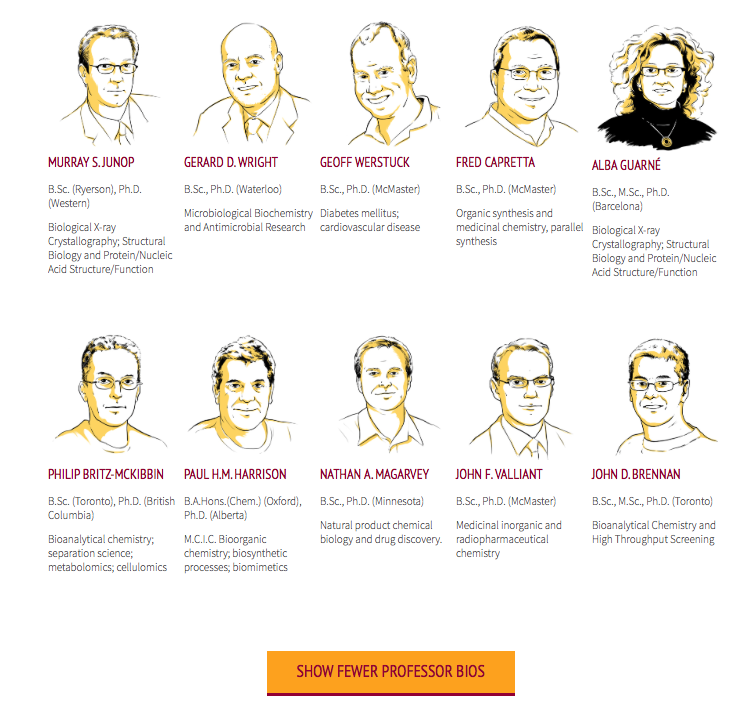 MURRAY S. JUNOP
B.Sc. (Ryerson), Ph.D.
(Western)
Biological X-ray
Crystallography; Structural
Biology and Protein/Nucleic
Acid Structure/Function
GERARD D. WRIGHT
B.Sc., Ph.D. (Waterloo)
Microbiological Biochemistry
and Antimicrobial Research
GEOFF WERSTUCK
B.Sc., Ph.D. (McMaster)
Diabetes mellitus;
cardiovascular disease
FRED CAPRETTA
B.Sc., Ph.D. (McMaster)
Organic synthesis and
medicinal chemistry, parallel
synthesis
ALBA GUARNÉ
B.Sc., M.Sc., Ph.D.
(Barcelona)
Biological X-ray
Crystallography; Structural
Biology and Protein/Nucleic
Acid Structure/Function
PHILIP BRITZ-MCKIBBIN
B.Sc. (Toronto), Ph.D. (British
Columbia)
Bioanalytical chemistry;
separation science;
metabolomics; cellulomics
PAUL H.M. HARRISON
B.A.Hons.(Chem.) (Oxford),
Ph.D. (Alberta)
M.C.I.C. Bioorganic
chemistry; biosynthetic
processes; biomimetics
NATHAN A. MAGARVEY
B.Sc., Ph.D. (Minnesota)
Natural product chemical
biology and drug discovery.
JOHN F. VALLIANT
B.Sc., Ph.D. (McMaster)
Medicinal inorganic and
radiopharmaceutical
chemistry
JOHN D. BRENNAN
B.Sc., M.Sc., Ph.D. (Toronto)
Bioanalytical Chemistry and
High Throughput Screening
SHOW FEWER PROFESSOR BIOS